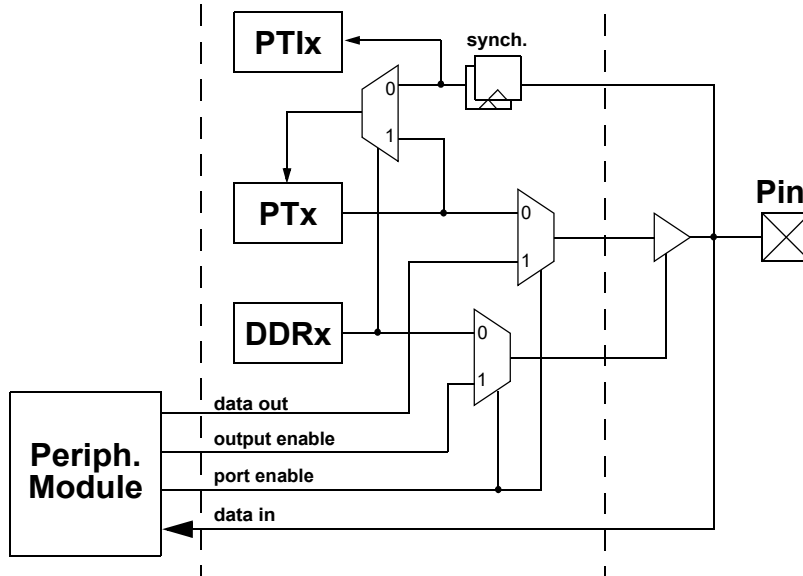 PTIx
synch.
0
1
PTx
Pin
0
1
DDRx
0
1
data out
output enable
Periph.
Module
port enable
data in